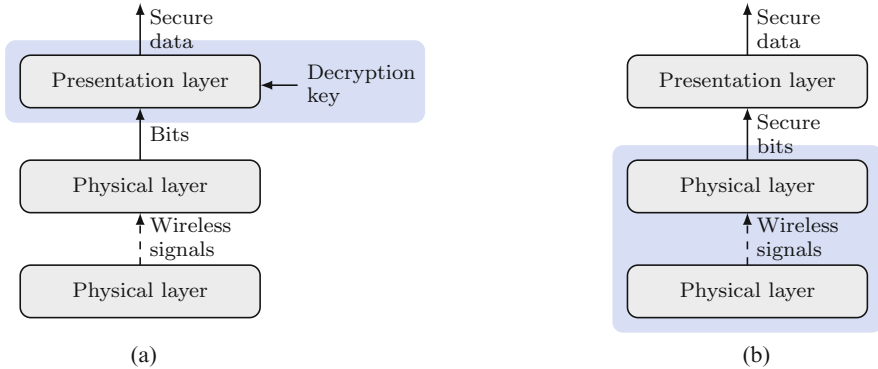 Secure
data
Presentation layer
Decryption
key
Bits
Physical layer
Wireless
signals
Physical layer
(a)
Secure
data
Presentation layer
Secure
bits
Physical layer
Wireless
signals
Physical layer
(b)